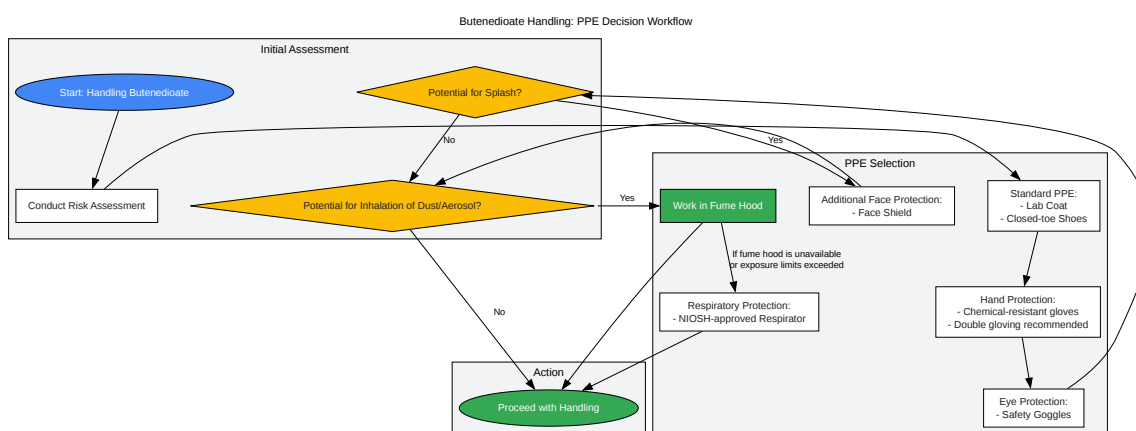 Butenedioate Handling: PPE Decision Workflow
Initial Assessment
Start: Handling Butenedioate
Potential for Splash?
No
Yes
Conduct Risk Assessment
Potential for Inhalation of Dust/Aerosol?
Yes
No
PPE Selection
Work in Fume Hood
Additional Face Protection:
- Face Shield
Standard PPE:
- Lab Coat
- Closed-toe Shoes
If fume hood is unavailable
or exposure limits exceeded
Respiratory Protection:
- NIOSH-approved Respirator
Hand Protection:
- Chemical-resistant gloves
- Double gloving recommended
Eye Protection:
- Safety Goggles
Action
Proceed with Handling